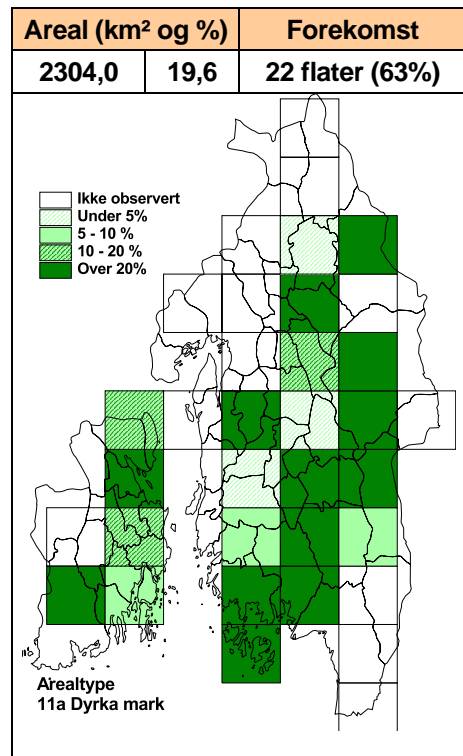 Areal (km² og %) Forekomst
2304,0 19,6 22 flater (63%)
Ikke observert
Under 5%
5 - 10 %
10 - 20 %
Over 20%
Arealtype
11a Dyrka mark